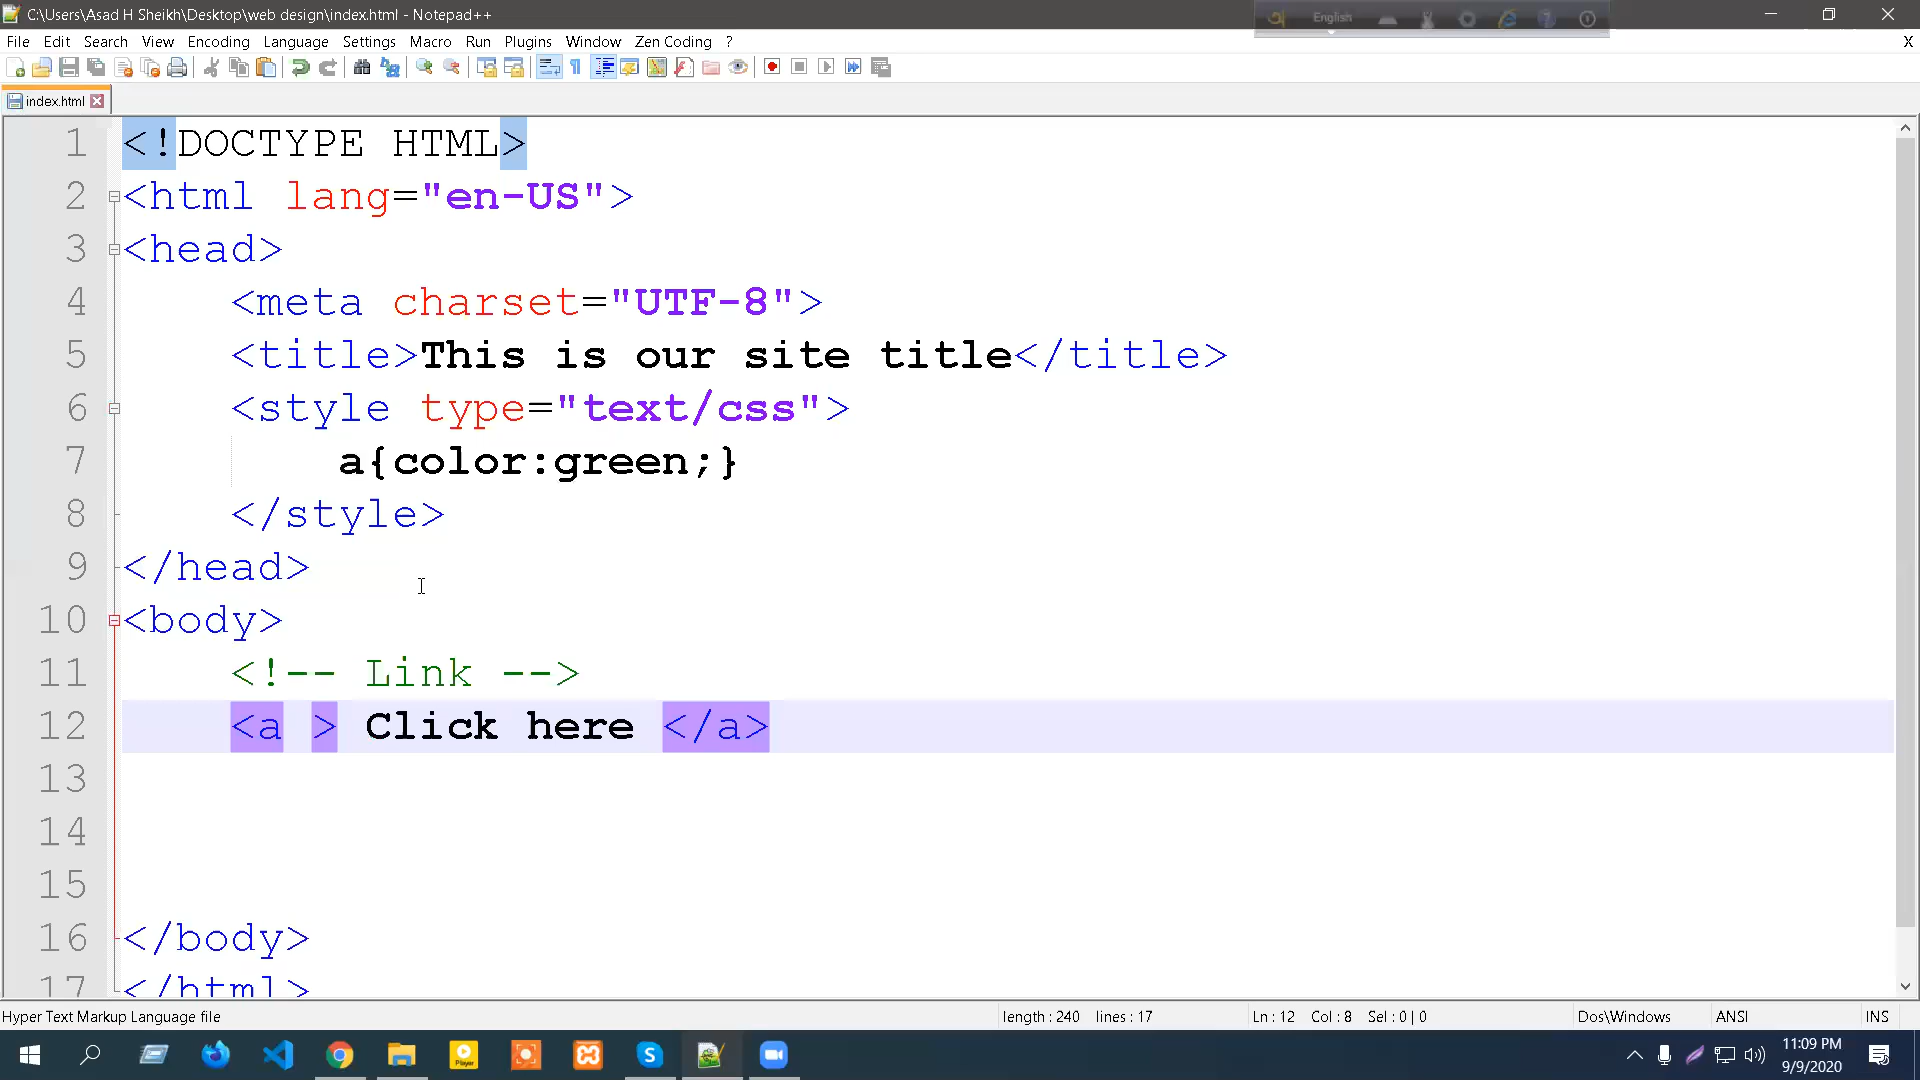 C:\Users\Asad H Sheikh\Desktop\web design\index.html - Notepad++
English
File Edit Search View Encoding Language Settings Macro Run Plugins Window Zen Coding ? X
index.html
1 <!DOCTYPE HTML>
2 <html lang="en-US">
3 <head>
4 <meta charset="UTF-8">
5 <title>This is our site title</title>
6 <style type="text/css">
7 a{color:green;}
8 </style>
9 </head>
10 <body>
11 <!-- Link -->
12 <a > Click here </a>
13
14
15
16 </body>
17 </html>
Hyper Text Markup Language file length : 240 lines : 17 Ln : 12 Col : 8 Sel : 0 | 0 Dos\Windows ANSI INS
11:09 PM
9/9/2020